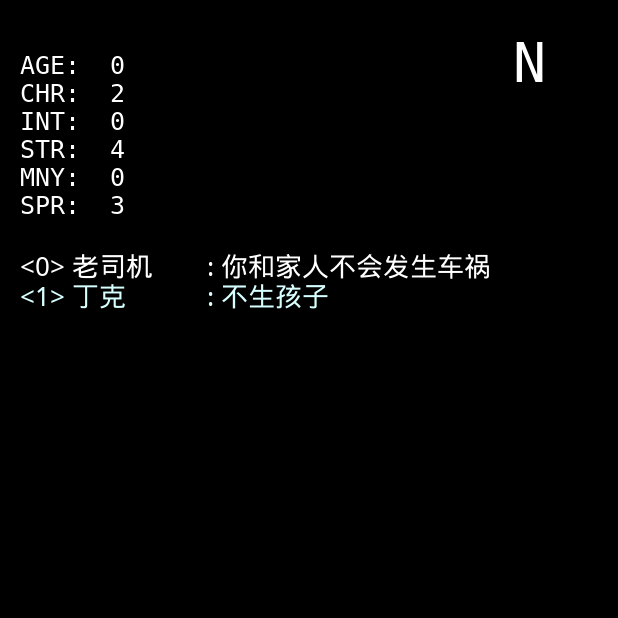 N
AGE: 0
CHR: 2
INT: 0
STR: 4
MNY: 0
SPR: 3
<0> 老司机 : 你和家人不会发生车祸
<1> 丁克 : 不生孩子